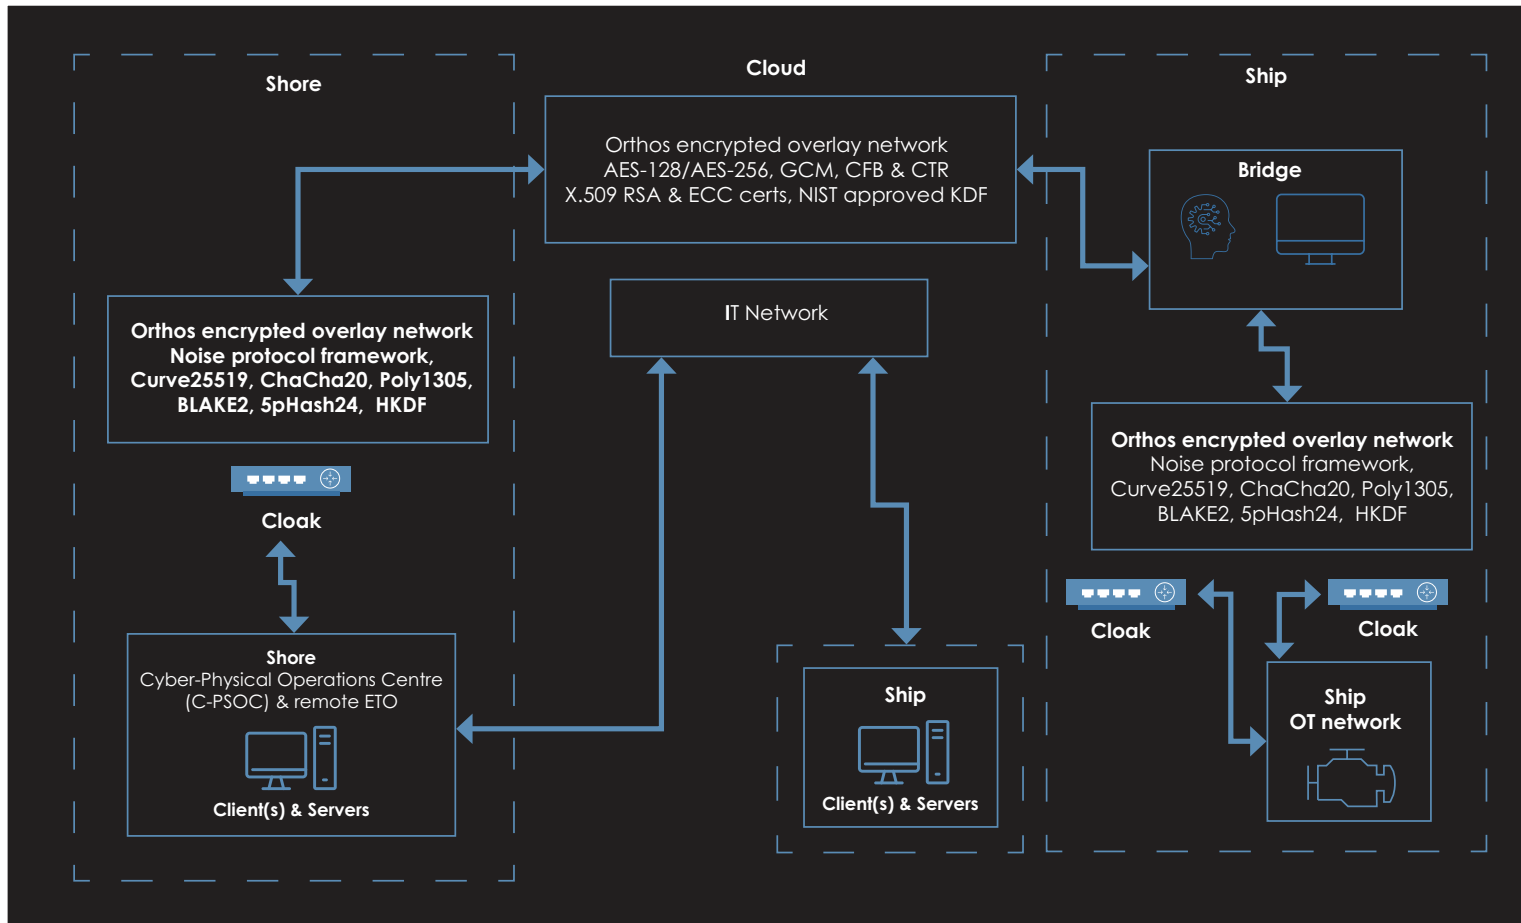 Shore
Orthos encrypted overlay network
Noise protocol framework,
Curve25519, ChaCha20, Poly1305,
BLAKE2, 5pHash24, HKDF
Cloak
Shore
Cyber-Physical Operations Centre
(C-PSOC) & remote ETO
Client(s) & Servers
Cloud
Orthos encrypted overlay network
AES-128/AES-256, GCM, CFB & CTR
X.509 RSA & ECC certs, NIST approved KDF
IT Network
Ship
Client(s) & Servers
Ship
Bridge
Orthos encrypted overlay network
Noise protocol framework,
Curve25519, ChaCha20, Poly1305,
BLAKE2, 5pHash24, HKDF
Cloak
Cloak
Ship
OT network